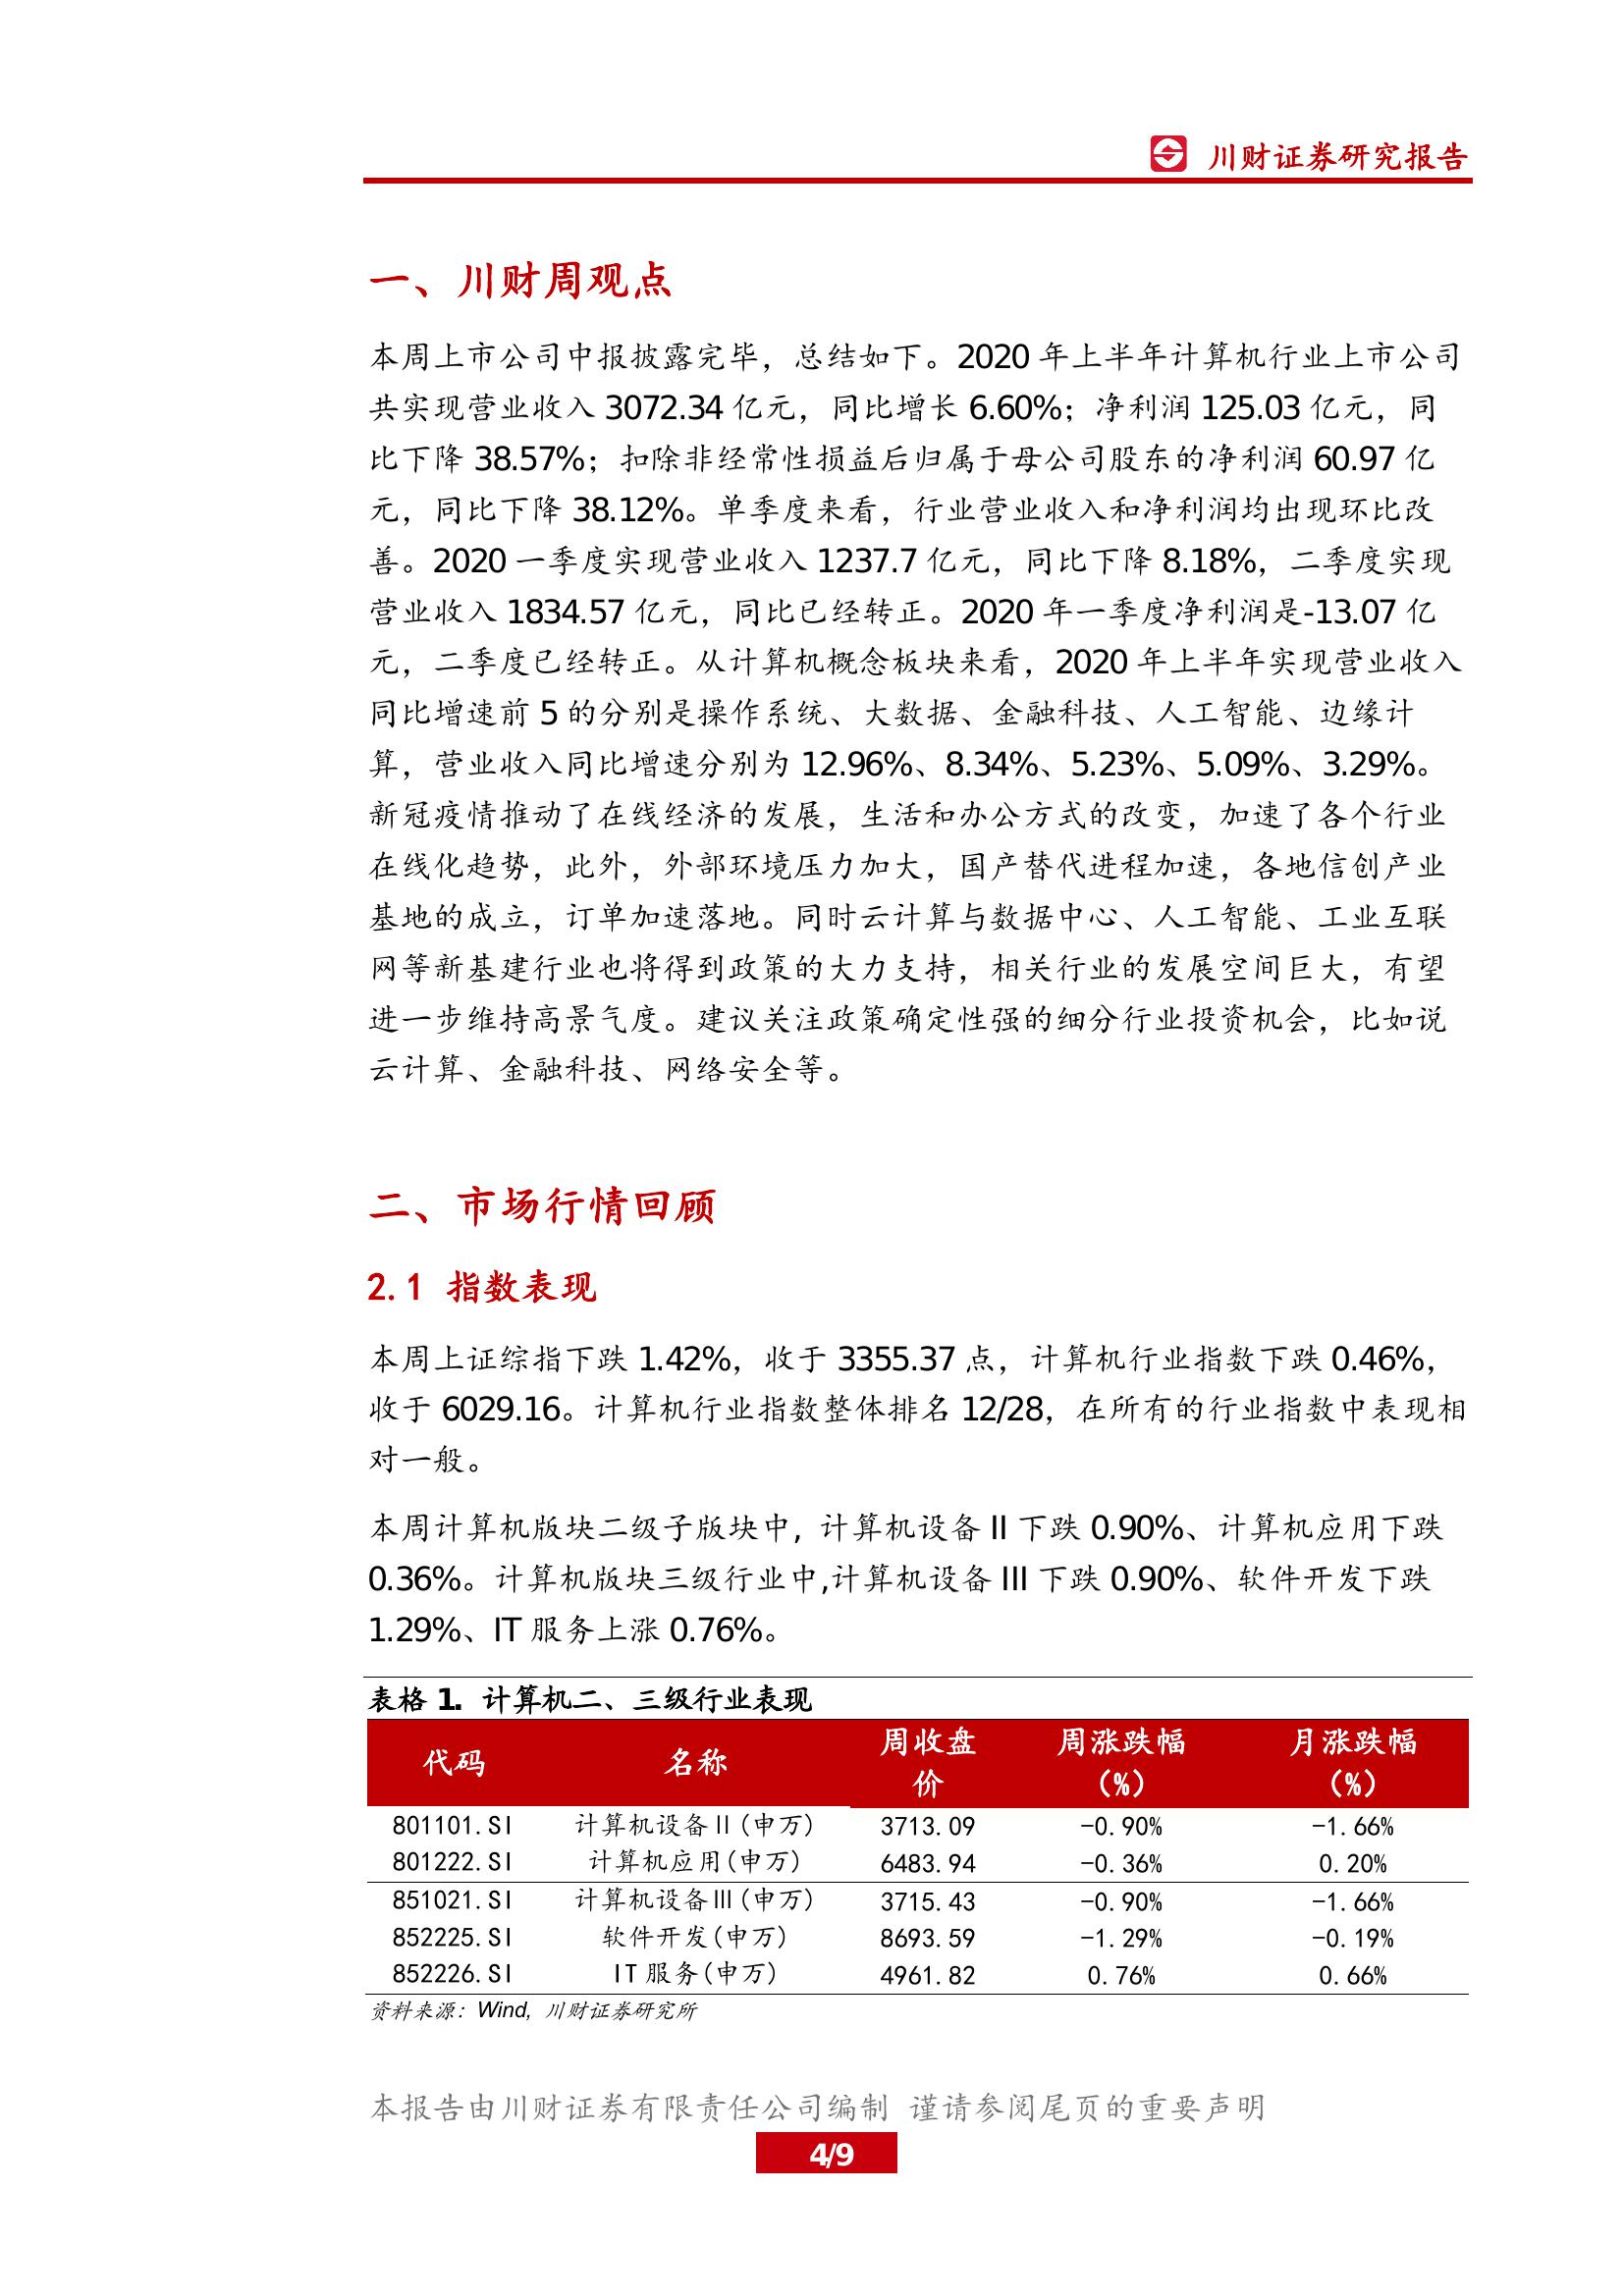 川财证券研究报告
一、川财周观点
本周上市公司中报披露完毕，总结如下。2020 年上半年计算机行业上市公司
共实现营业收入 3072.34 亿元，同比增长 6.60%；净利润 125.03 亿元，同
比下降 38.57%；扣除非经常性损益后归属于母公司股东的净利润 60.97 亿
元，同比下降 38.12%。单季度来看，行业营业收入和净利润均出现环比改
善。2020 一季度实现营业收入 1237.7 亿元，同比下降 8.18%，二季度实现
营业收入 1834.57 亿元，同比已经转正。2020 年一季度净利润是-13.07 亿
元，二季度已经转正。从计算机概念板块来看，2020 年上半年实现营业收入
同比增速前 5 的分别是操作系统、大数据、金融科技、人工智能、边缘计
算，营业收入同比增速分别为 12.96%、8.34%、5.23%、5.09%、3.29%。
新冠疫情推动了在线经济的发展，生活和办公方式的改变，加速了各个行业
在线化趋势，此外，外部环境压力加大，国产替代进程加速，各地信创产业
基地的成立，订单加速落地。同时云计算与数据中心、人工智能、工业互联
网等新基建行业也将得到政策的大力支持，相关行业的发展空间巨大，有望
进一步维持高景气度。建议关注政策确定性强的细分行业投资机会，比如说
云计算、金融科技、网络安全等。
二、市场行情回顾
2.1 指数表现
本周上证综指下跌 1.42%，收于 3355.37 点，计算机行业指数下跌 0.46%，
收于 6029.16。计算机行业指数整体排名 12/28，在所有的行业指数中表现相
对一般。
本周计算机版块二级子版块中, 计算机设备 II 下跌 0.90%、计算机应用下跌
0.36%。计算机版块三级行业中,计算机设备 III 下跌 0.90%、软件开发下跌
1.29%、IT 服务上涨 0.76%。
表格 1. 计算机二、三级行业表现
代码 名称 周收盘价 周涨跌幅(%) 月涨跌幅(%)
801101.SI 计算机设备Ⅱ(申万) 3713.09 -0.90% -1.66%
801222.SI 计算机应用(申万) 6483.94 -0.36% 0.20%
851021.SI 计算机设备Ⅲ(申万) 3715.43 -0.90% -1.66%
852225.SI 软件开发(申万) 8693.59 -1.29% -0.19%
852226.SI IT 服务(申万) 4961.82 0.76% 0.66%
资料来源：Wind, 川财证券研究所
本报告由川财证券有限责任公司编制 谨请参阅尾页的重要声明
4/9